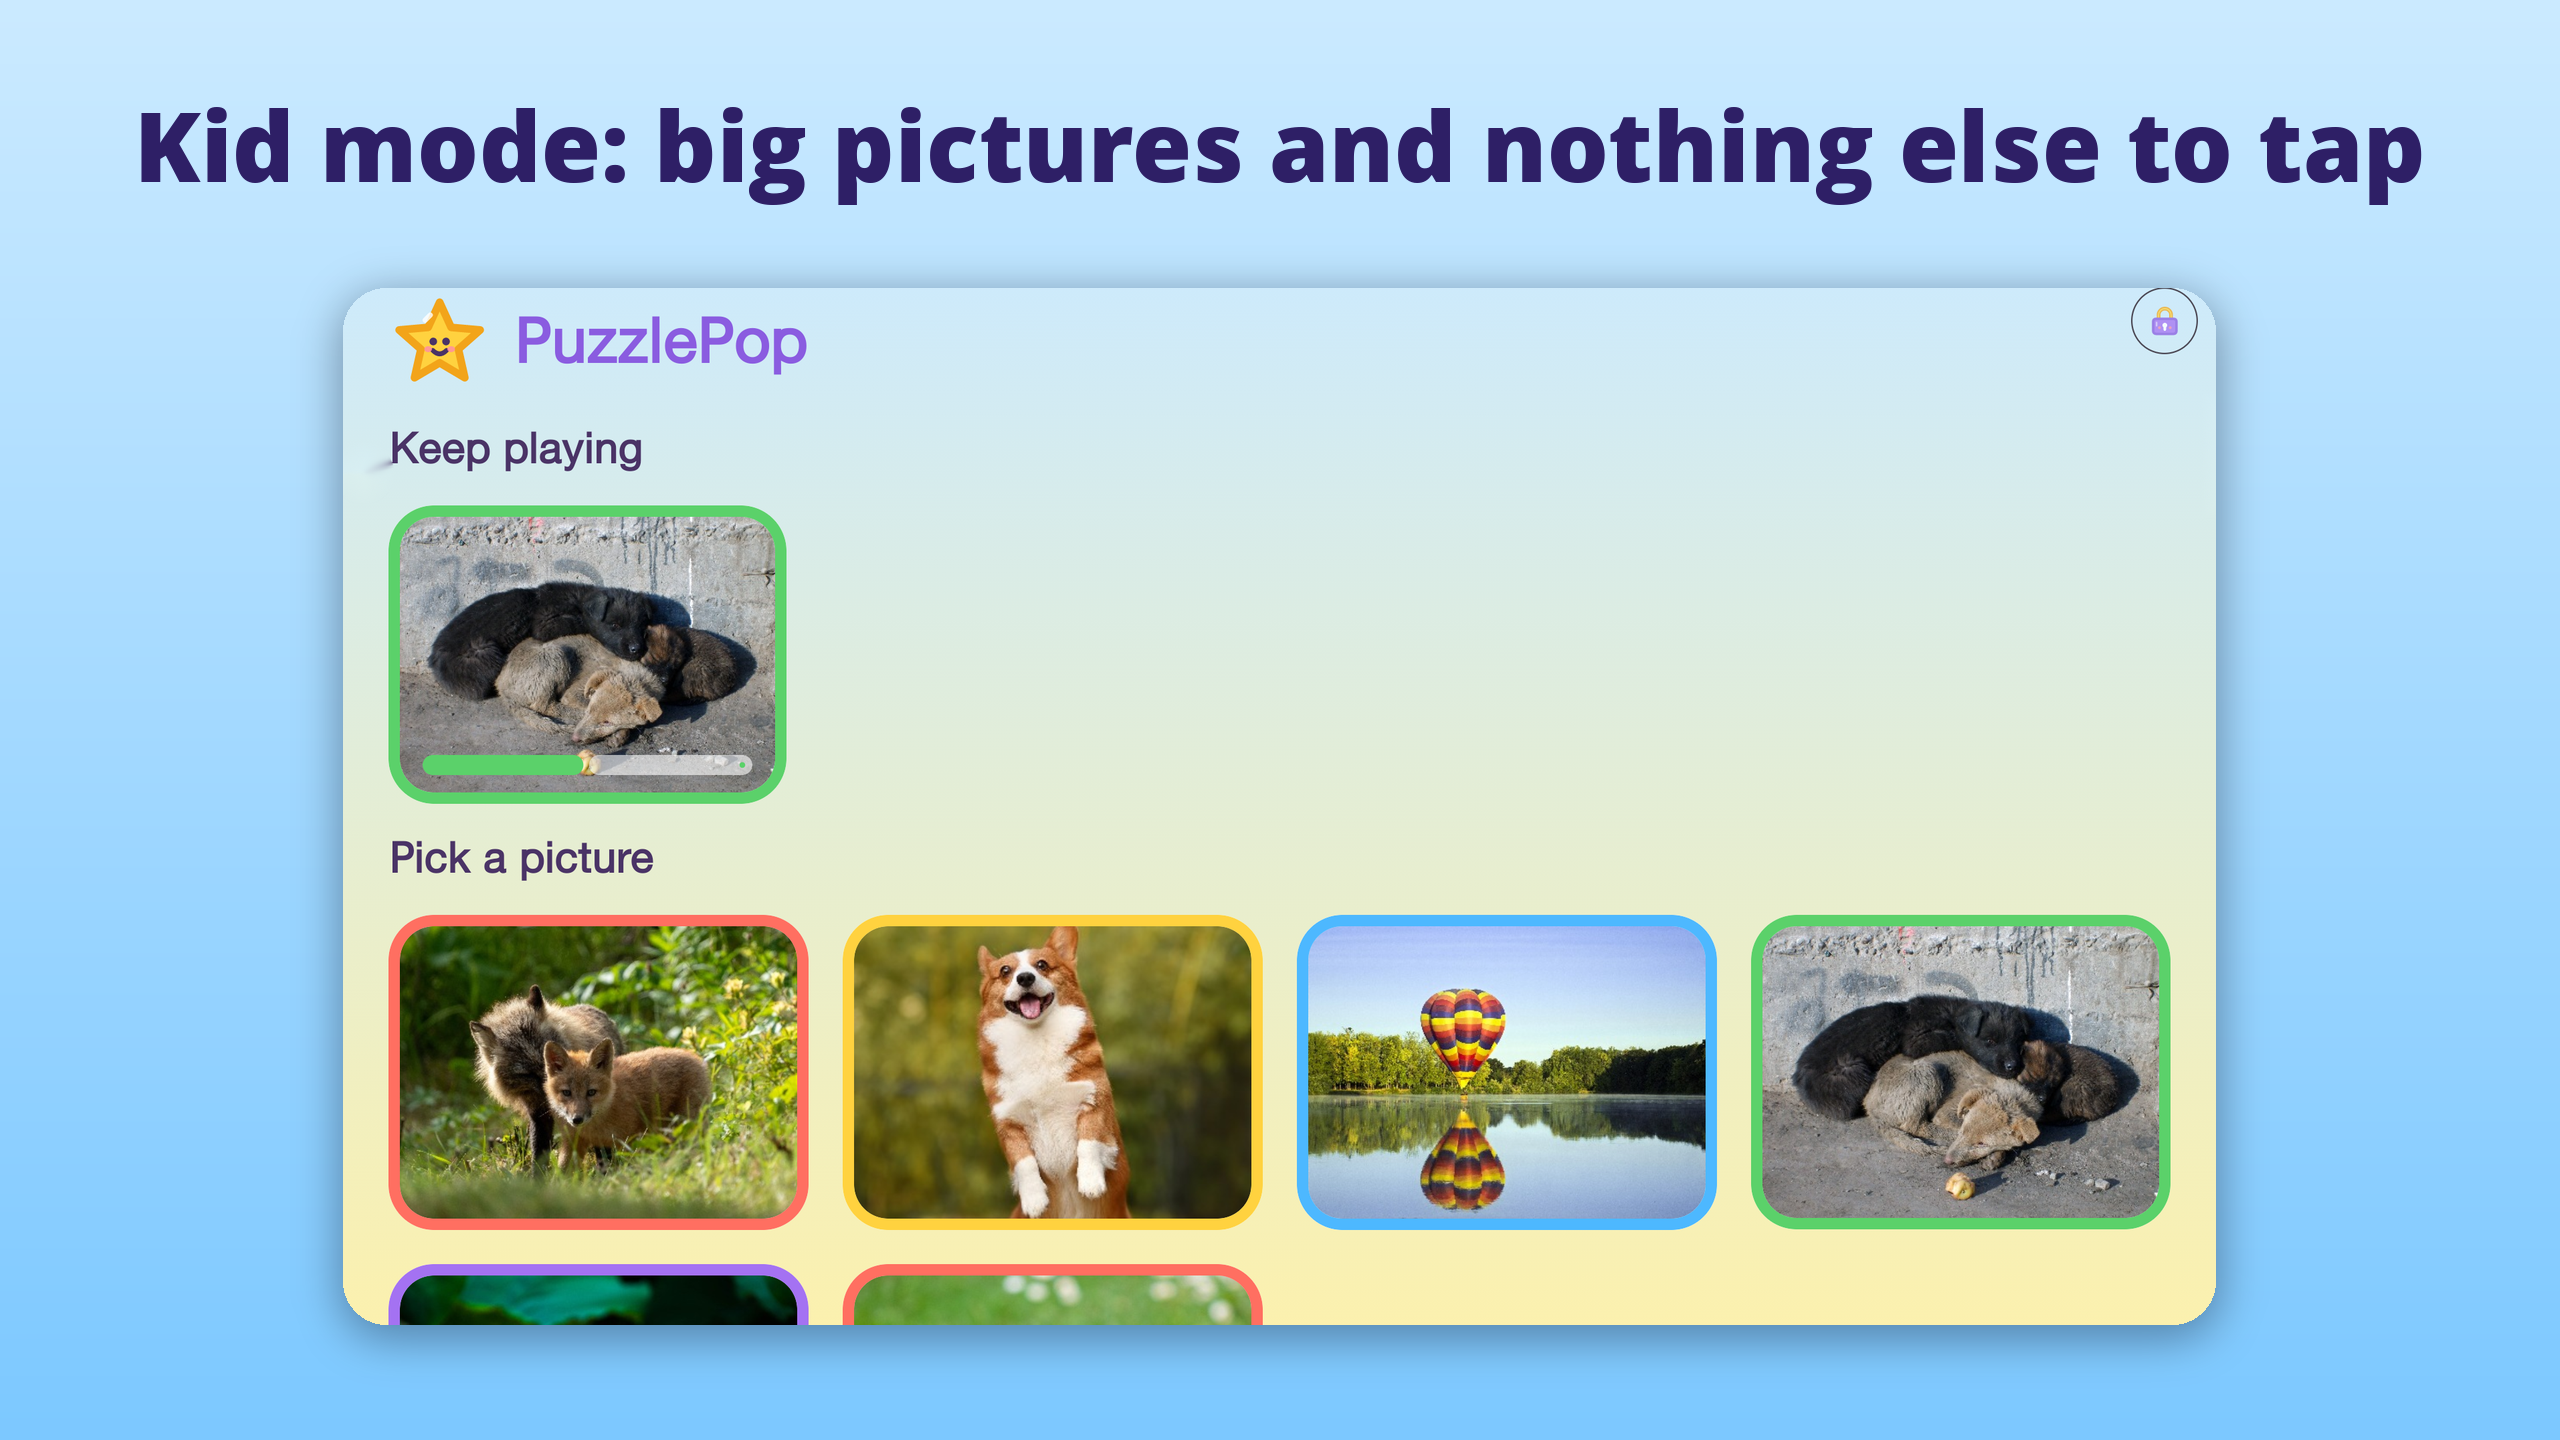 Kid mode: big pictures and nothing else to tap
PuzzlePop
Keep playing
Pick a picture